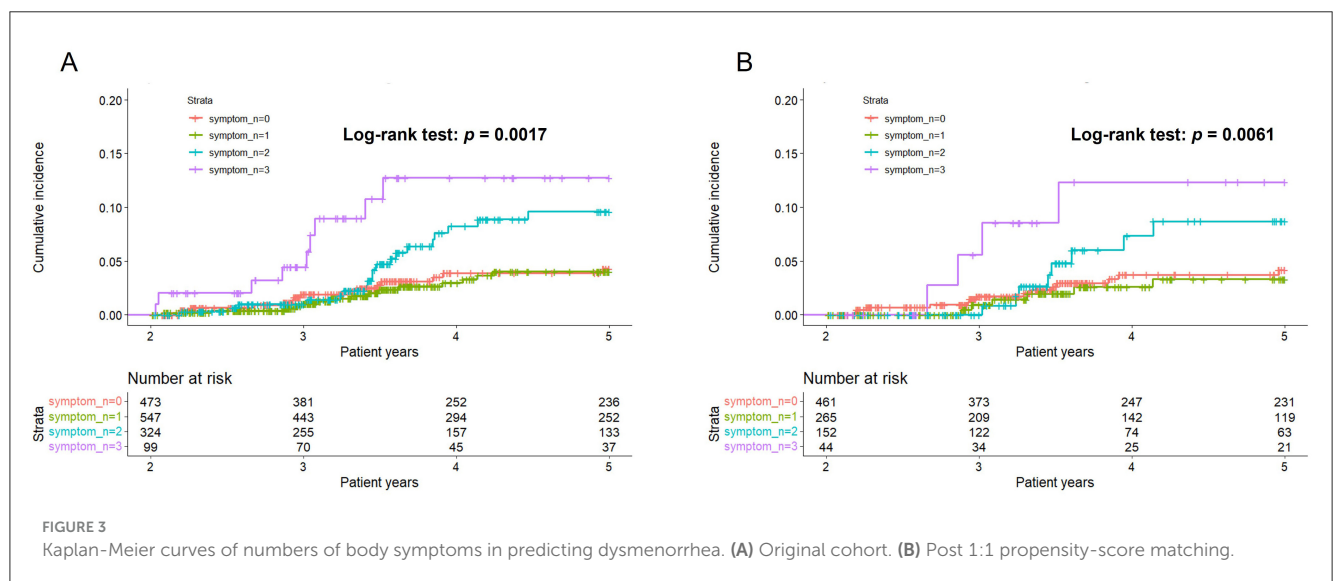 A
Strata
symptom_n=0
symptom_n=1
symptom_n=2
symptom_n=3
Log-rank test: p = 0.0017
Cumulative incidence
0.20
0.15
0.10
0.05
0.00
2 3 4 5
Patient years
Number at risk
Strata
symptom_n=0 473 381 252 236
symptom_n=1 547 443 294 252
symptom_n=2 324 255 157 133
symptom_n=3 99 70 45 37
2 3 4 5
Patient years
B
Strata
symptom_n=0
symptom_n=1
symptom_n=2
symptom_n=3
Log-rank test: p = 0.0061
Cumulative incidence
0.20
0.15
0.10
0.05
0.00
2 3 4 5
Patient years
Number at risk
Strata
symptom_n=0 461 373 247 231
symptom_n=1 265 209 142 119
symptom_n=2 152 122 74 63
symptom_n=3 44 34 25 21
2 3 4 5
Patient years
FIGURE 3
Kaplan-Meier curves of numbers of body symptoms in predicting dysmenorrhea. (A) Original cohort. (B) Post 1:1 propensity-score matching.